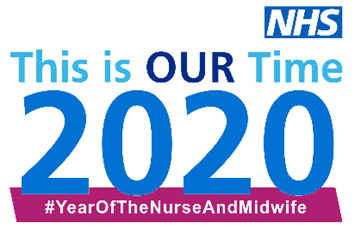 NHS
This is OUR Time
2020
#YearOfTheNurseAndMidwife